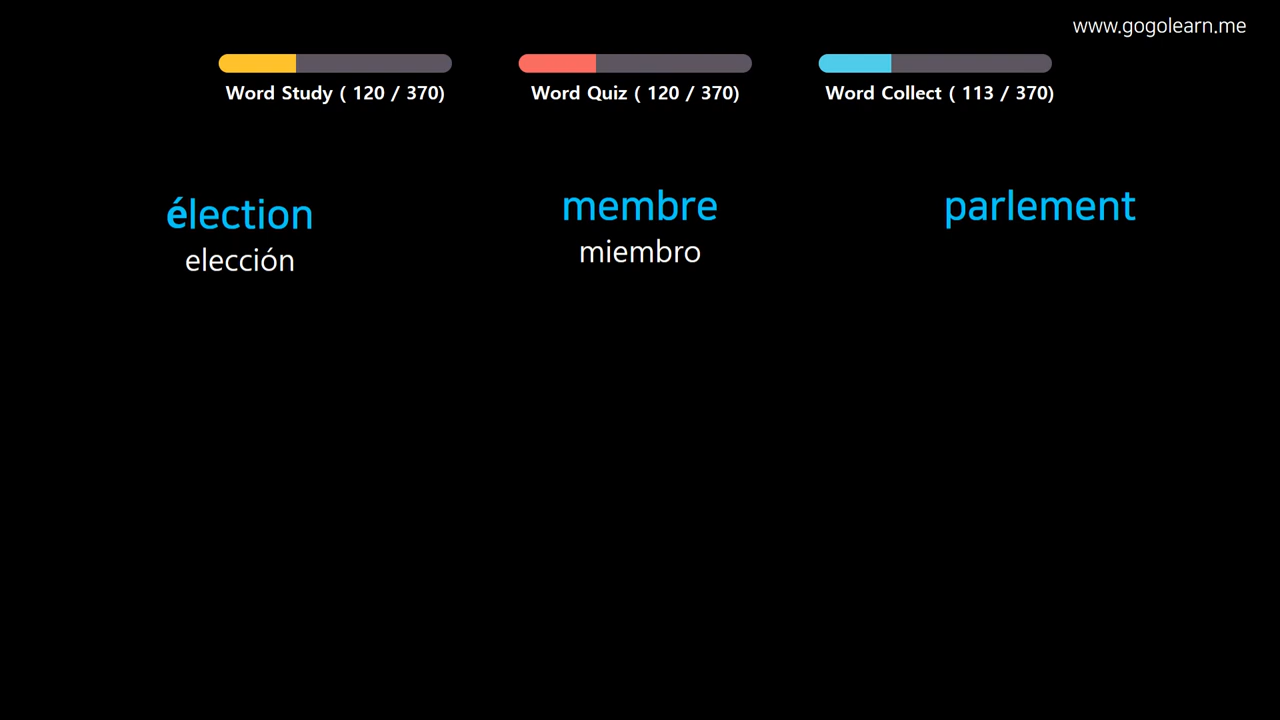 www.gogolearn.me
Word Study ( 120 / 370)
Word Quiz ( 120 / 370)
Word Collect ( 113 / 370)
élection
elección
membre
miembro
parlement